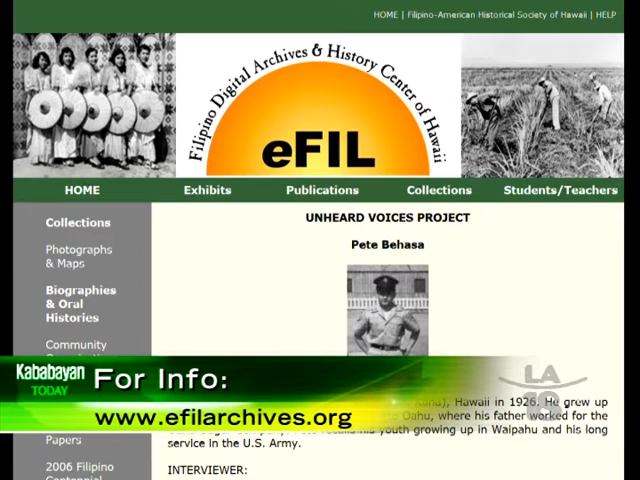 HOME | Filipino-American Historical Society of Hawaii | HELP
Filipino Digital Archives & History Center of Hawaii
eFIL
HOME Exhibits Publications Collections Students/Teachers
Collections
Photographs
& Maps
Biographies
& Oral
Histories
Community
UNHEARD VOICES PROJECT
Pete Behasa
Kababayan
TODAY
For Info:
www.efilarchives.org
LA
18
Hawaii in 1926. He grew up
Oahu, where his father worked for the
his youth growing up in Waipahu and his long
service in the U.S. Army.
INTERVIEWER:
Papers
2006 Filipino
Centennial